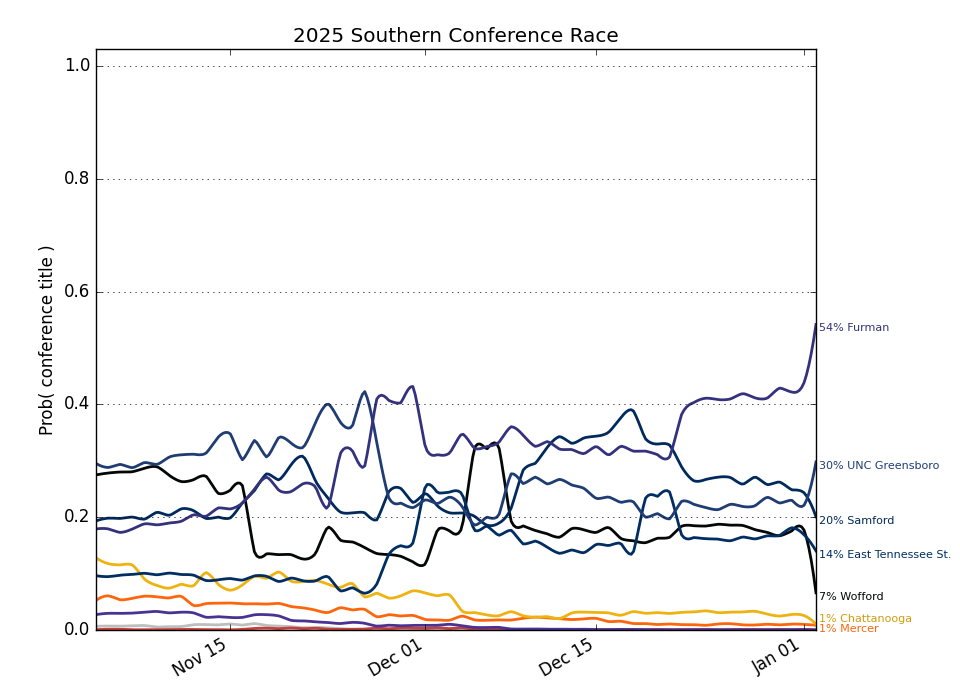 2025 Southern Conference Race
1.0
0.8
0.6
0.4
0.2
0.0
Prob( conference title )
54% Furman
30% UNC Greensboro
20% Samford
14% East Tennessee St.
7% Wofford
1% Chattanooga
1% Mercer
Nov 15
Dec 01
Dec 15
Jan 01